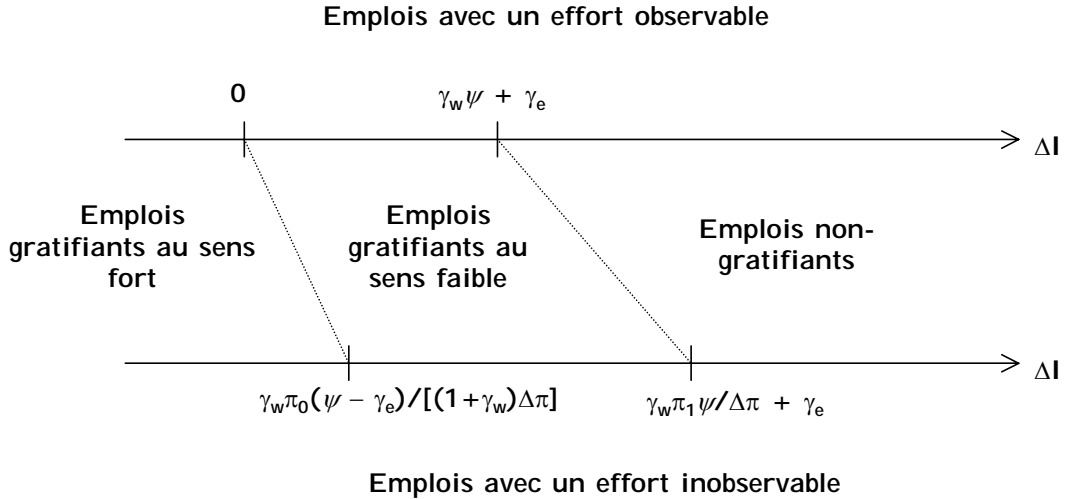 Emplois avec un effort observable
0
γwψ + γe
ΔI
Emplois
gratifiants au sens
fort
Emplois
gratifiants au
sens faible
Emplois non-
gratifiants
ΔI
γwπ0(ψ – γe)/[(1+γw)Δπ]
γwπ1ψ/Δπ + γe
Emplois avec un effort inobservable